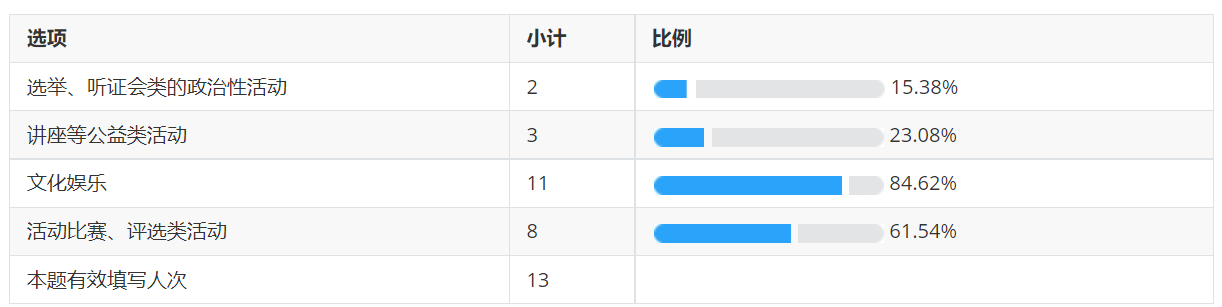 选项 小计 比例
选举、听证会类的政治性活动 2 15.38%
讲座等公益类活动 3 23.08%
文化娱乐 11 84.62%
活动比赛、评选类活动 8 61.54%
本题有效填写人次 13